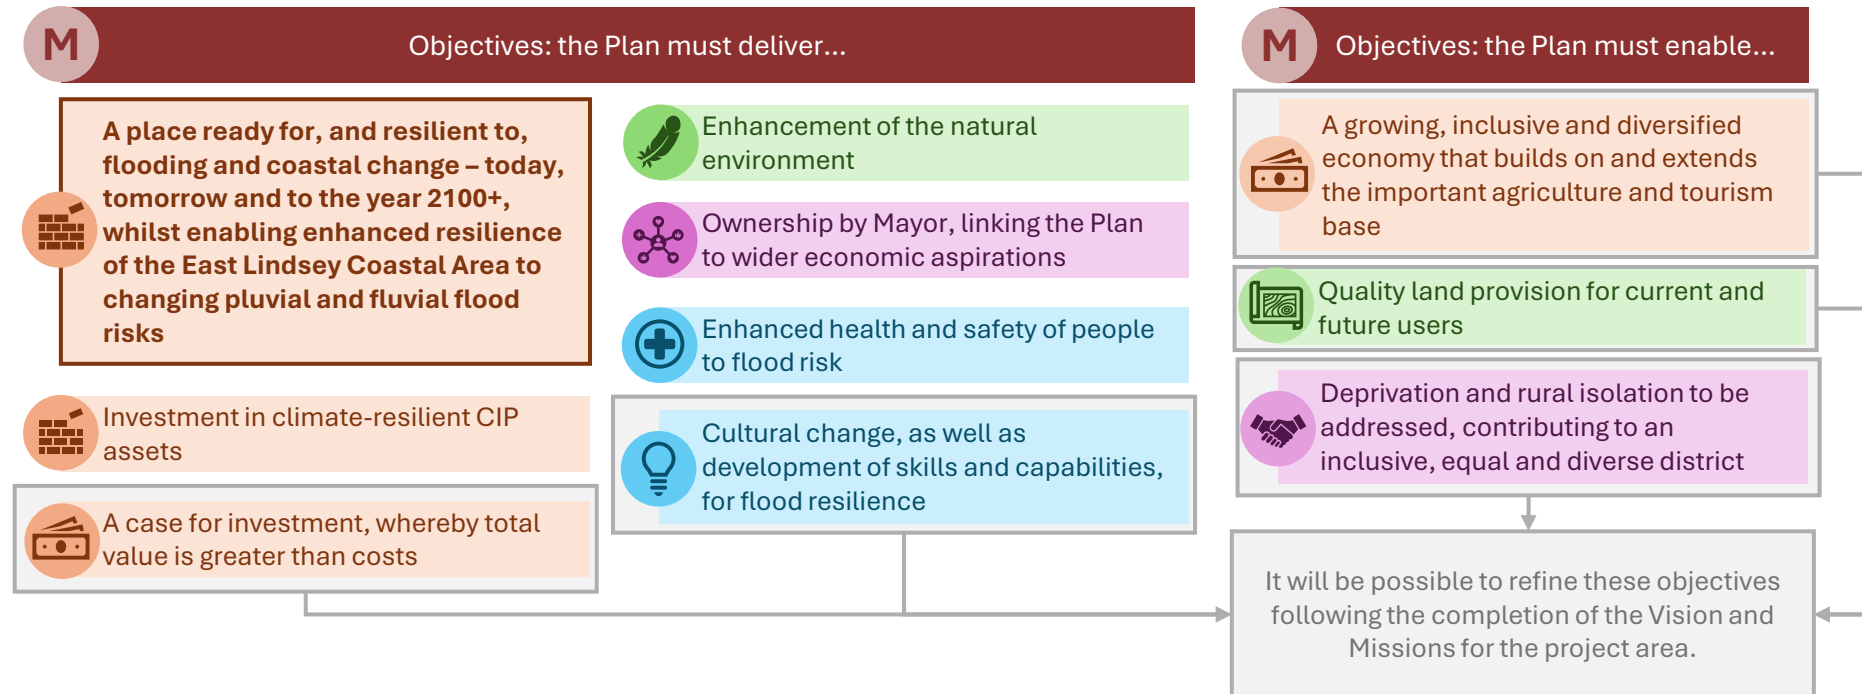 M
Objectives: the Plan must deliver...
A place ready for, and resilient to,
flooding and coastal change – today,
tomorrow and to the year 2100+,
whilst enabling enhanced resilience
of the East Lindsey Coastal Area to
changing pluvial and fluvial flood
risks
Investment in climate-resilient CIP
assets
A case for investment, whereby total
value is greater than costs
Enhancement of the natural
environment
Ownership by Mayor, linking the Plan
to wider economic aspirations
Enhanced health and safety of people
to flood risk
Cultural change, as well as
development of skills and capabilities,
for flood resilience
M
Objectives: the Plan must enable...
A growing, inclusive and diversified
economy that builds on and extends
the important agriculture and tourism
base
Quality land provision for current and
future users
Deprivation and rural isolation to be
addressed, contributing to an
inclusive, equal and diverse district
It will be possible to refine these objectives
following the completion of the Vision and
Missions for the project area.